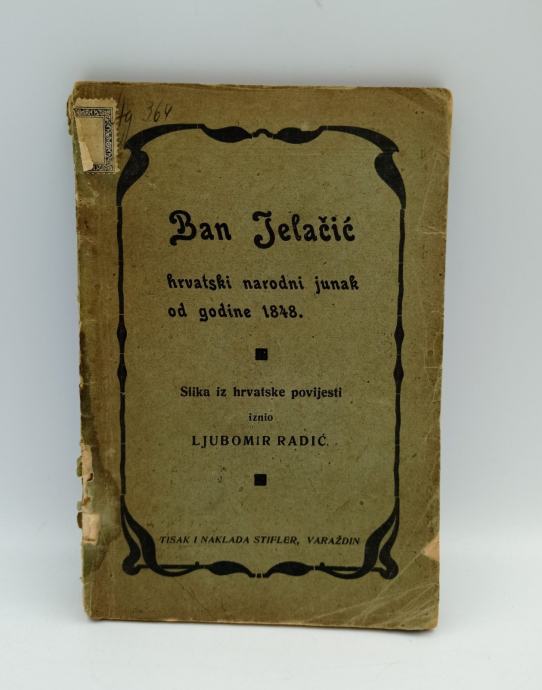 364
Ban Jelačić
hrvatski narodni junak
od godine 1848.
Slika iz hrvatske povijesti
iznio
LJUBOMIR RADIĆ
TISAK I NAKLADA STIFLER, VARAŽDIN